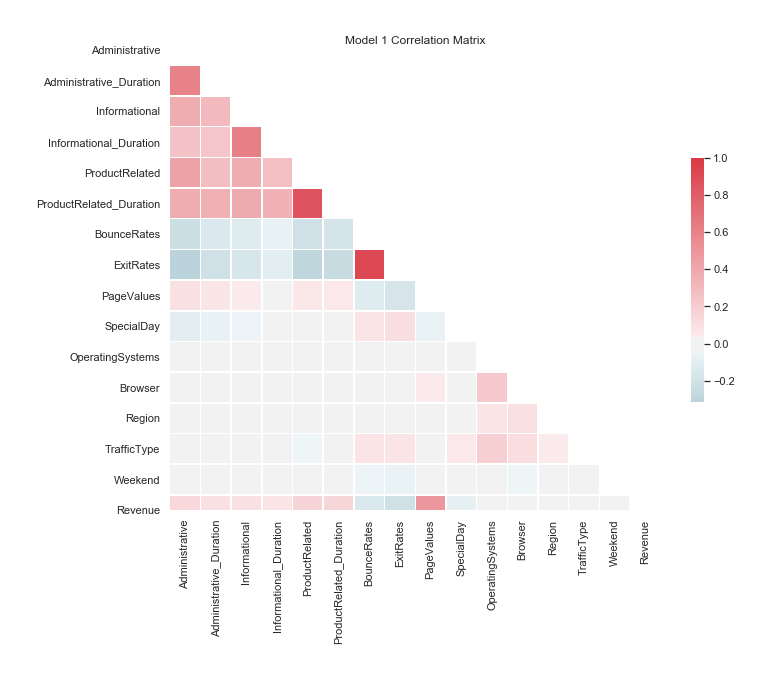 Model 1 Correlation Matrix
Administrative
Administrative_Duration
Informational
Informational_Duration
ProductRelated
ProductRelated_Duration
BounceRates
ExitRates
PageValues
SpecialDay
OperatingSystems
Browser
Region
TrafficType
Weekend
Revenue
Administrative
Administrative_Duration
Informational
Informational_Duration
ProductRelated
ProductRelated_Duration
BounceRates
ExitRates
PageValues
SpecialDay
OperatingSystems
Browser
Region
TrafficType
Weekend
Revenue
1.0
0.8
0.6
0.4
0.2
0.0
−0.2